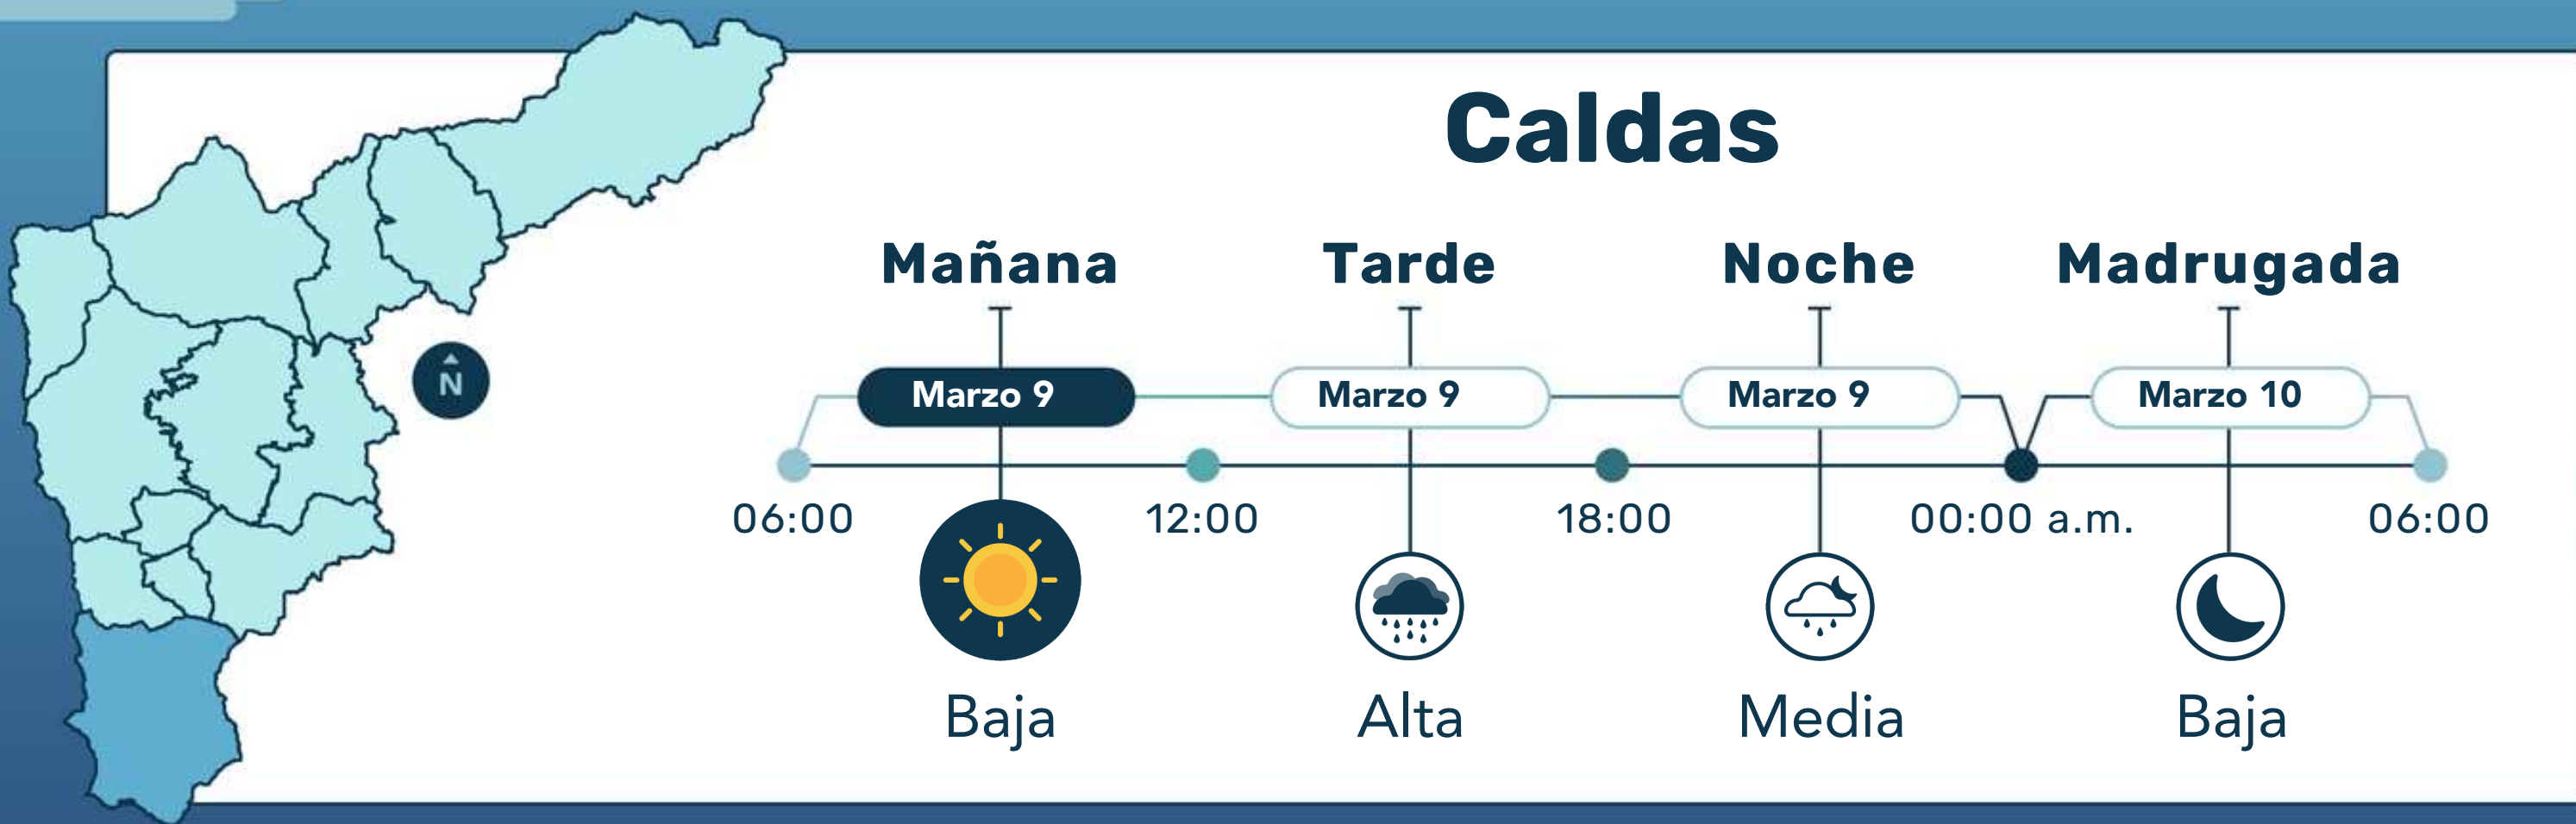 Caldas
Mañana Tarde Noche Madrugada
Marzo 9 Marzo 9 Marzo 9 Marzo 10
N
06:00 12:00 18:00 00:00 a.m. 06:00
Baja Alta Media Baja